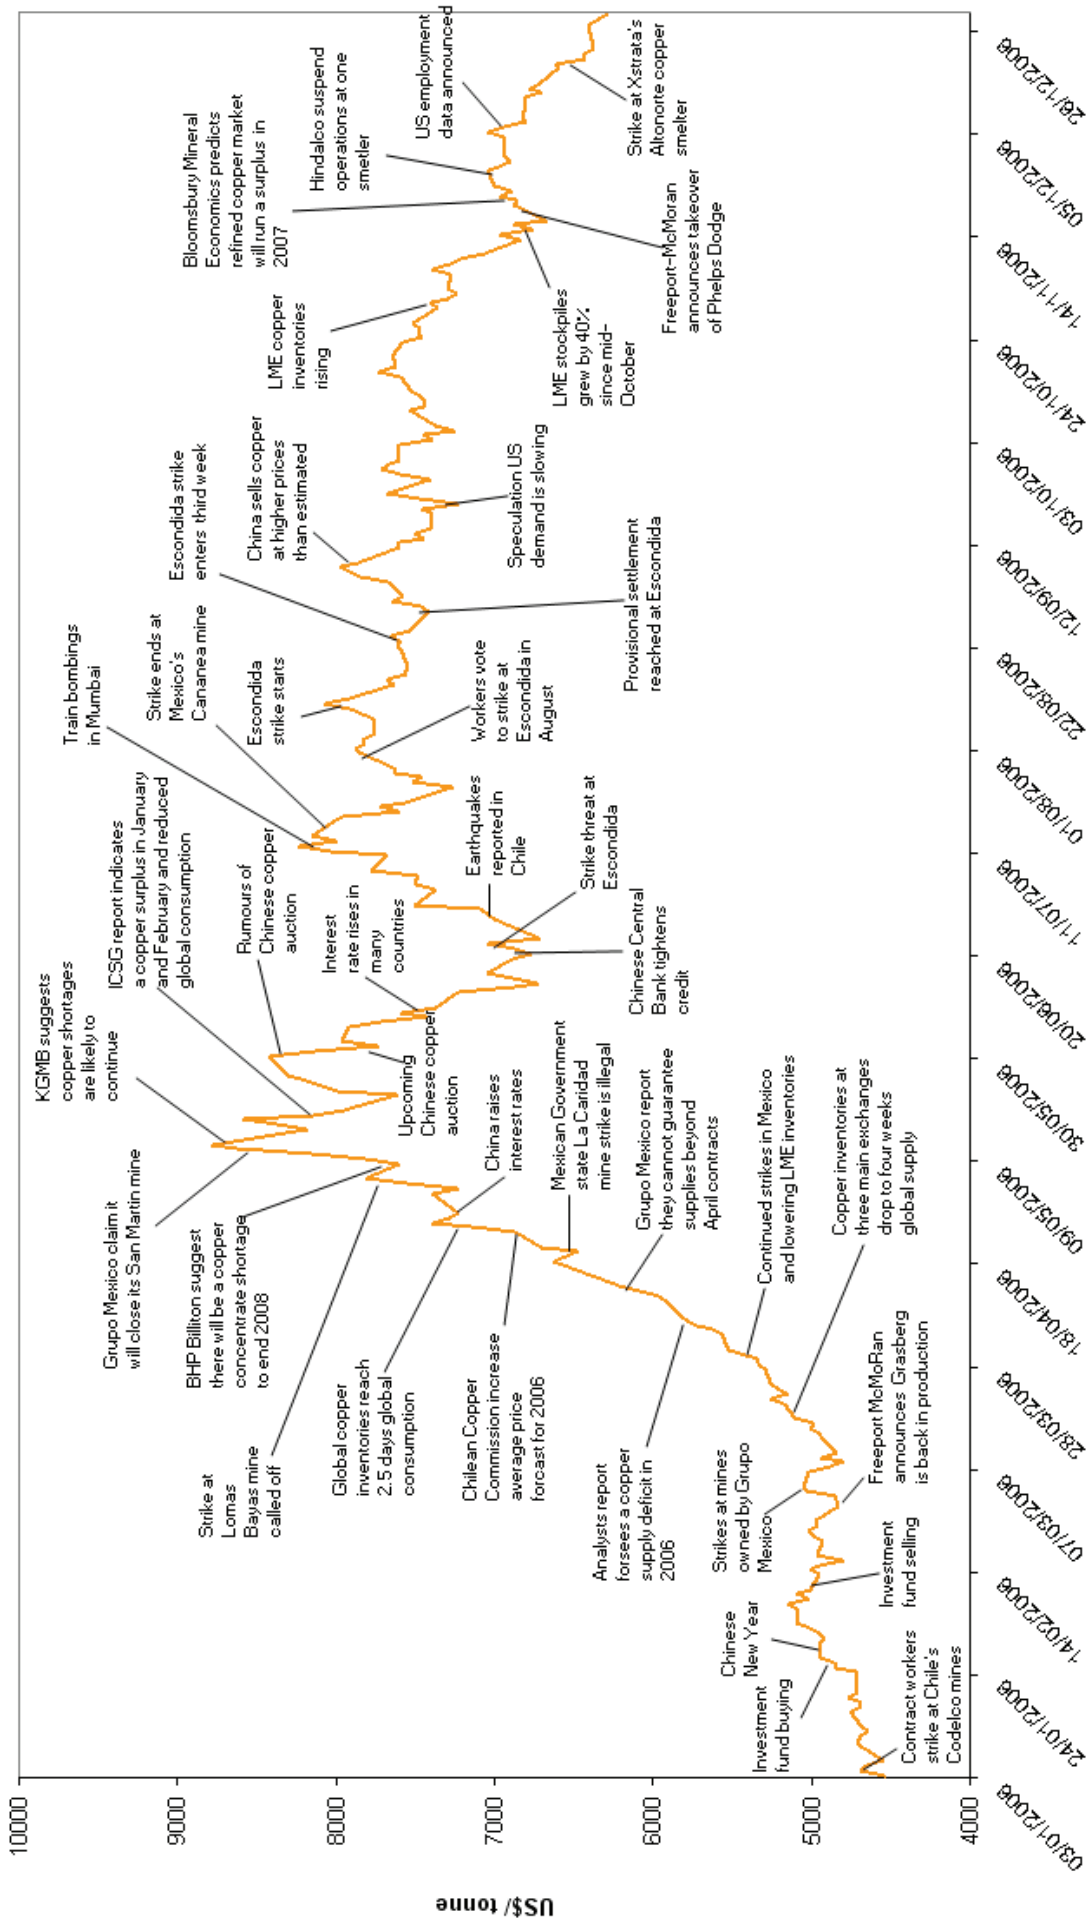 10000
9000
8000
7000
6000
5000
4000
US$/ tonne
03/01/2006
24/01/2006
14/02/2006
07/03/2006
28/03/2006
18/04/2006
09/05/2006
30/05/2006
20/06/2006
11/07/2006
01/08/2006
22/08/2006
12/09/2006
03/10/2006
24/10/2006
14/11/2006
05/12/2006
26/12/2006
Contract workers
strike at Chile's
Codelco mines
Investment
fund buying
Chinese
New Year
Investment
fund selling
Strikes at mines
owned by Grupo
Mexico
Freeport McMoRan
announces Grasberg
is back in production
Copper inventories at
three main exchanges
drop to four weeks
global supply
Continued strikes in Mexico
and lowering LME inventories
Analysts report
forsees a copper
supply deficit in
2006
Grupo Mexico report
they cannot guarantee
supplies beyond
April contracts
Mexican Government
state La Caridad
mine strike is illegal
Chilean Copper
Commission increase
average price
forcast for 2006
Global copper
inventories reach
2.5 days global
consumption
China raises
interest rates
Strike at
Lomas
Bayas mine
called off
BHP Billiton suggest
there will be a copper
concentrate shortage
to end 2008
Grupo Mexico claim it
will close its San Martin mine
KGMB suggests
copper shortages
are likely to
continue
ICSG report indicates
a copper surplus in January
and February and reduced
global consumption
Rumours of
Chinese copper
auction
Upcoming
Chinese copper
auction
Interest
rate rises in
many
countries
Chinese Central
Bank tightens
credit
Strike threat at
Escondida
Earthquakes
reported in
Chile
Train bombings
in Mumbai
Strike ends at
Mexico's
Cananea mine
Workers vote
to strike at
Escondida in
August
Escondida
strike starts
Escondida strike
enters third week
Provisional settlement
reached at Escondida
China sells copper
at higher prices
than estimated
Speculation US
demand is slowing
LME copper
inventories
rising
LME stockpiles
grew by 40%
since mid-
October
Freeport-McMoran
announces takeover
of Phelps Dodge
Bloomsbury Mineral
Economics predicts
refined copper market
will run a surplus in
2007
Hindalco suspend
operations at one
smetler
US employment
data announced
Strike at Xstrata's
Altonorte copper
smelter